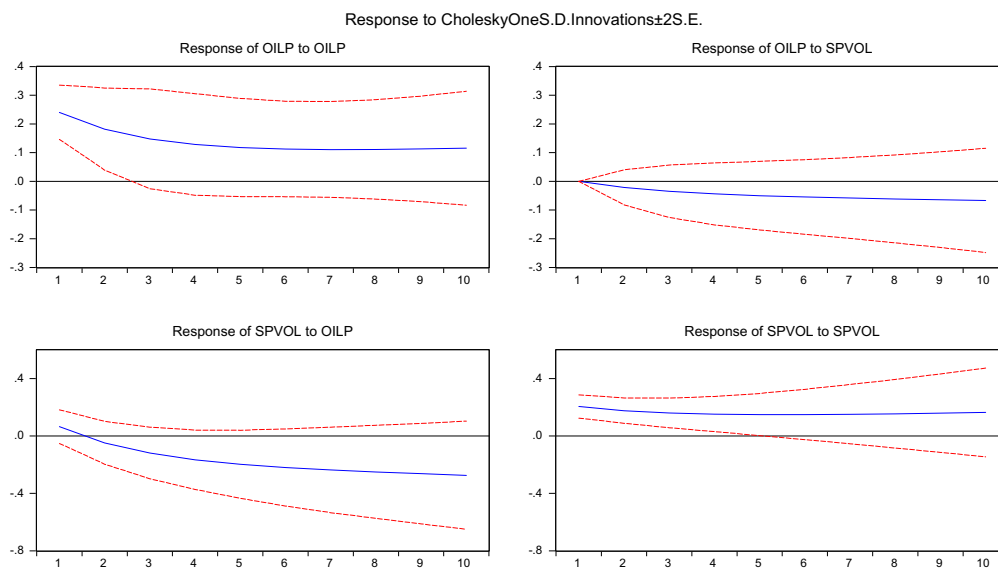 Response to CholeskyOneS.D.Innovations±2S.E.
Response of OILP to OILP
.4
.3
.2
.1
.0
-.1
-.2
-.3
1 2 3 4 5 6 7 8 9 10
Response of OILP to SPVOL
.4
.3
.2
.1
.0
-.1
-.2
-.3
1 2 3 4 5 6 7 8 9 10
Response of SPVOL to OILP
.4
.0
-.4
-.8
1 2 3 4 5 6 7 8 9 10
Response of SPVOL to SPVOL
.4
.0
-.4
-.8
1 2 3 4 5 6 7 8 9 10